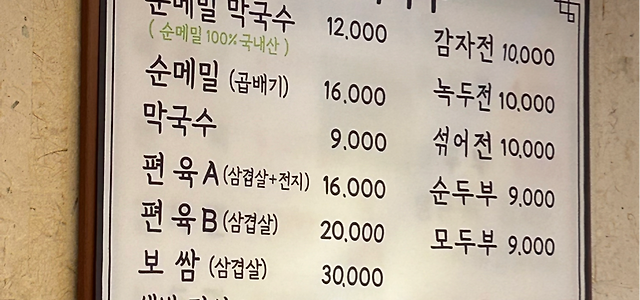 순메밀 막국수 12,000
(순메밀 100% 국내산)
순메밀 (곱배기) 16,000
막국수 9,000
편육A (삼겹살+전지) 16,000
편육B (삼겹살) 20,000
보쌈 (삼겹살) 30,000
감자전 10,000
녹두전 10,000
섞어전 10,000
순두부 9,000
모두부 9,000